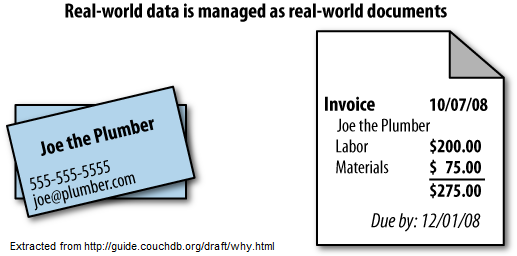 Real-world data is managed as real-world documents
Joe the Plumber
555-555-5555
joe@plumber.com
Invoice 10/07/08
Joe the Plumber
Labor $200.00
Materials $ 75.00
$275.00
Due by: 12/01/08
Extracted from http://guide.couchdb.org/draft/why.html